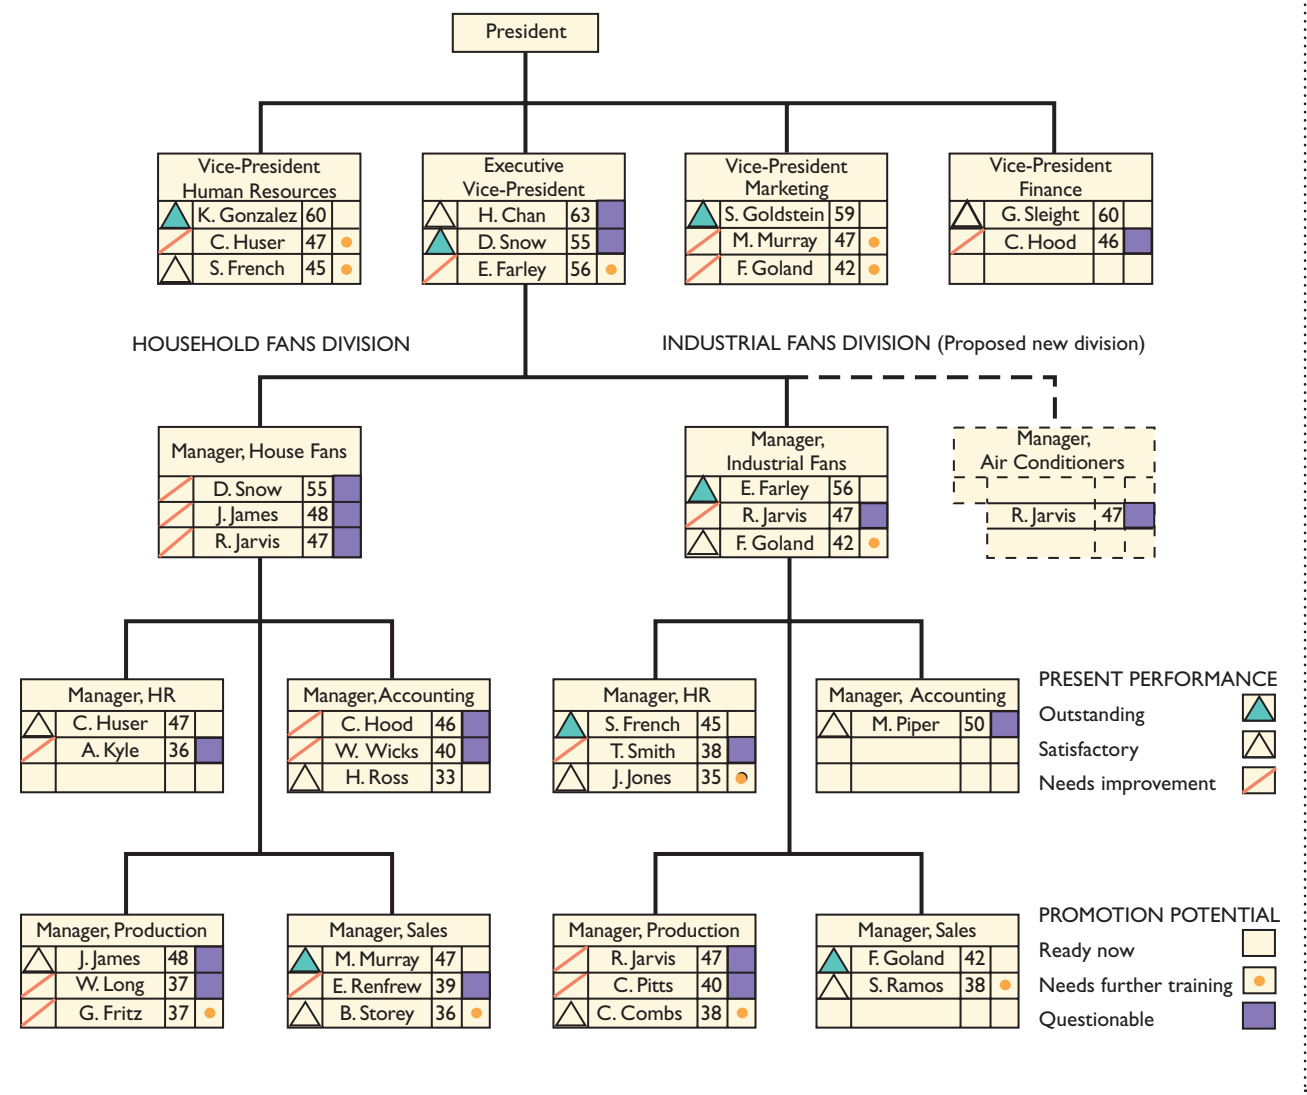 President
Vice-President
Human Resources
K. Gonzalez 60
C. Huser 47
S. French 45
Executive
Vice-President
H. Chan 63
D. Snow 55
E. Farley 56
Vice-President
Marketing
S. Goldstein 59
M. Murray 47
F. Goland 42
Vice-President
Finance
G. Sleight 60
C. Hood 46
HOUSEHOLD FANS DIVISION
INDUSTRIAL FANS DIVISION (Proposed new division)
Manager, House Fans
D. Snow 55
J. James 48
R. Jarvis 47
Manager,
Industrial Fans
E. Farley 56
R. Jarvis 47
F. Goland 42
Manager,
Air Conditioners
R. Jarvis 47
Manager, HR
C. Huser 47
A. Kyle 36
Manager, Accounting
C. Hood 46
W. Wicks 40
H. Ross 33
Manager, HR
S. French 45
T. Smith 38
J. Jones 35
Manager, Accounting
M. Piper 50
PRESENT PERFORMANCE
Outstanding
Satisfactory
Needs improvement
Manager, Production
J. James 48
W. Long 37
G. Fritz 37
Manager, Sales
M. Murray 47
E. Renfrew 39
B. Storey 36
Manager, Production
R. Jarvis 47
C. Pitts 40
C. Combs 38
Manager, Sales
F. Goland 42
S. Ramos 38
PROMOTION POTENTIAL
Ready now
Needs further training
Questionable